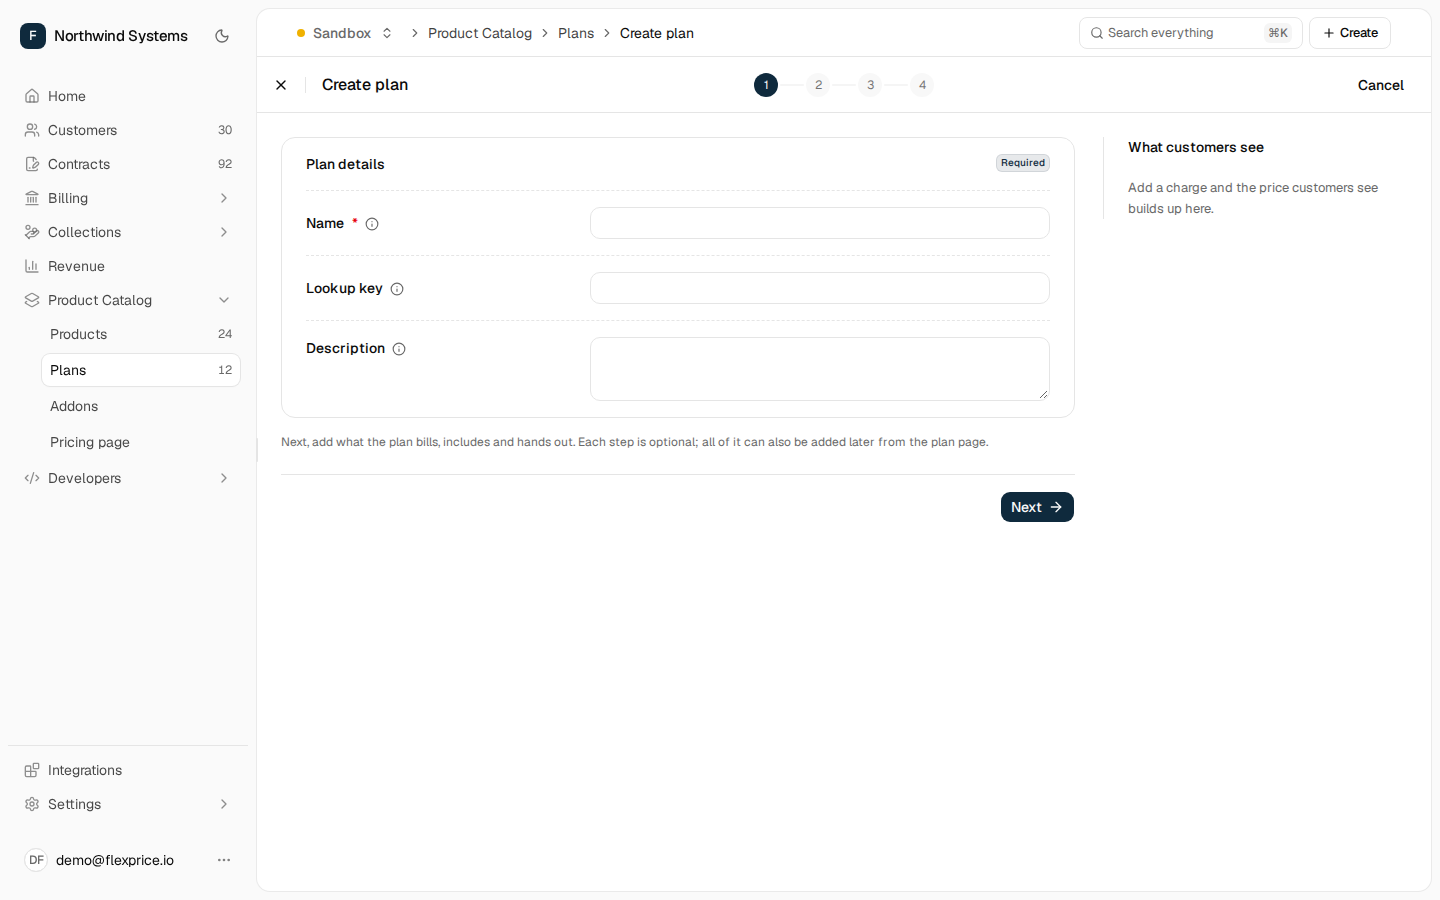 F Northwind Systems
Home
Customers 30
Contracts 92
Billing
Collections
Revenue
Product Catalog
Products 24
Plans 12
Addons
Pricing page
Developers
Integrations
Settings
DF demo@flexprice.io
Sandbox Product Catalog Plans Create plan
Search everything ⌘K
Create
Create plan
1 2 3 4
Cancel
Plan details
Required
Name *
Lookup key
Description
Next, add what the plan bills, includes and hands out. Each step is optional; all of it can also be added later from the plan page.
Next
What customers see
Add a charge and the price customers see
builds up here.